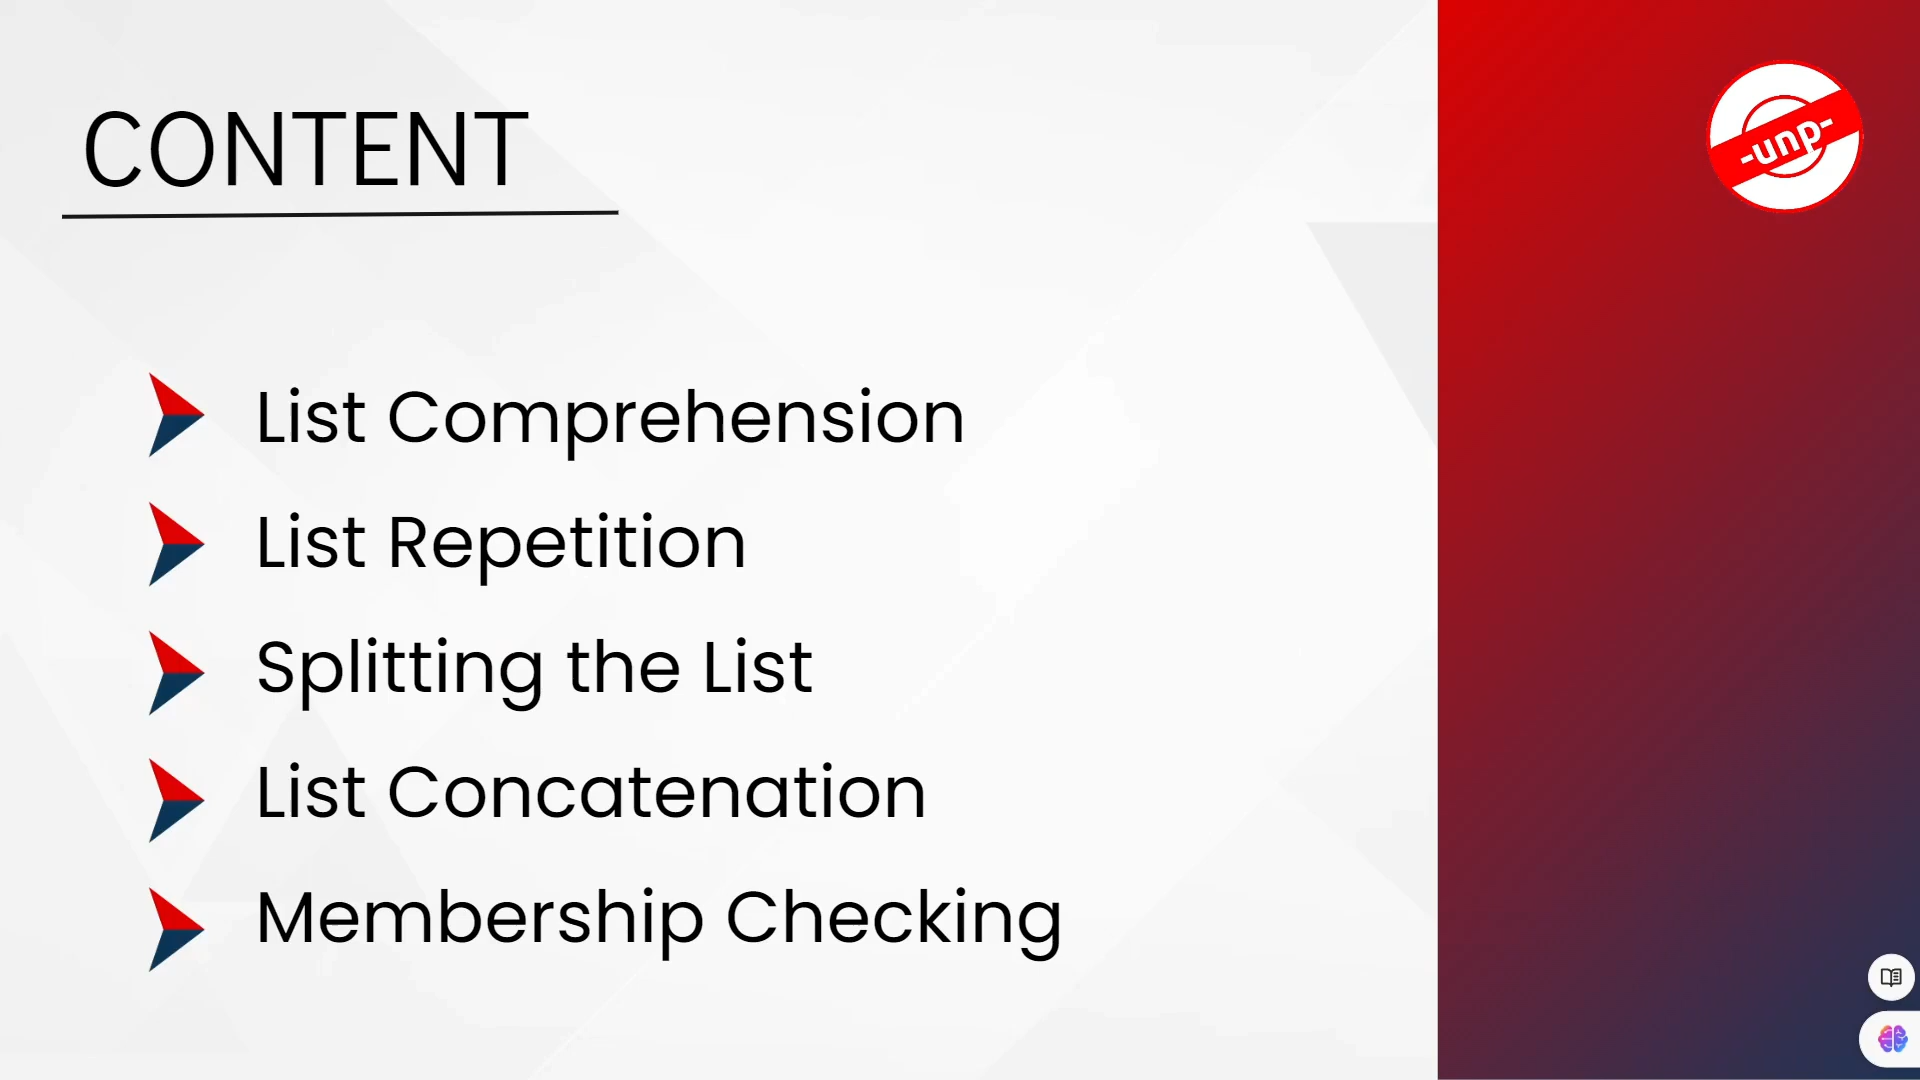 CONTENT
-unp-
List Comprehension
List Repetition
Splitting the List
List Concatenation
Membership Checking